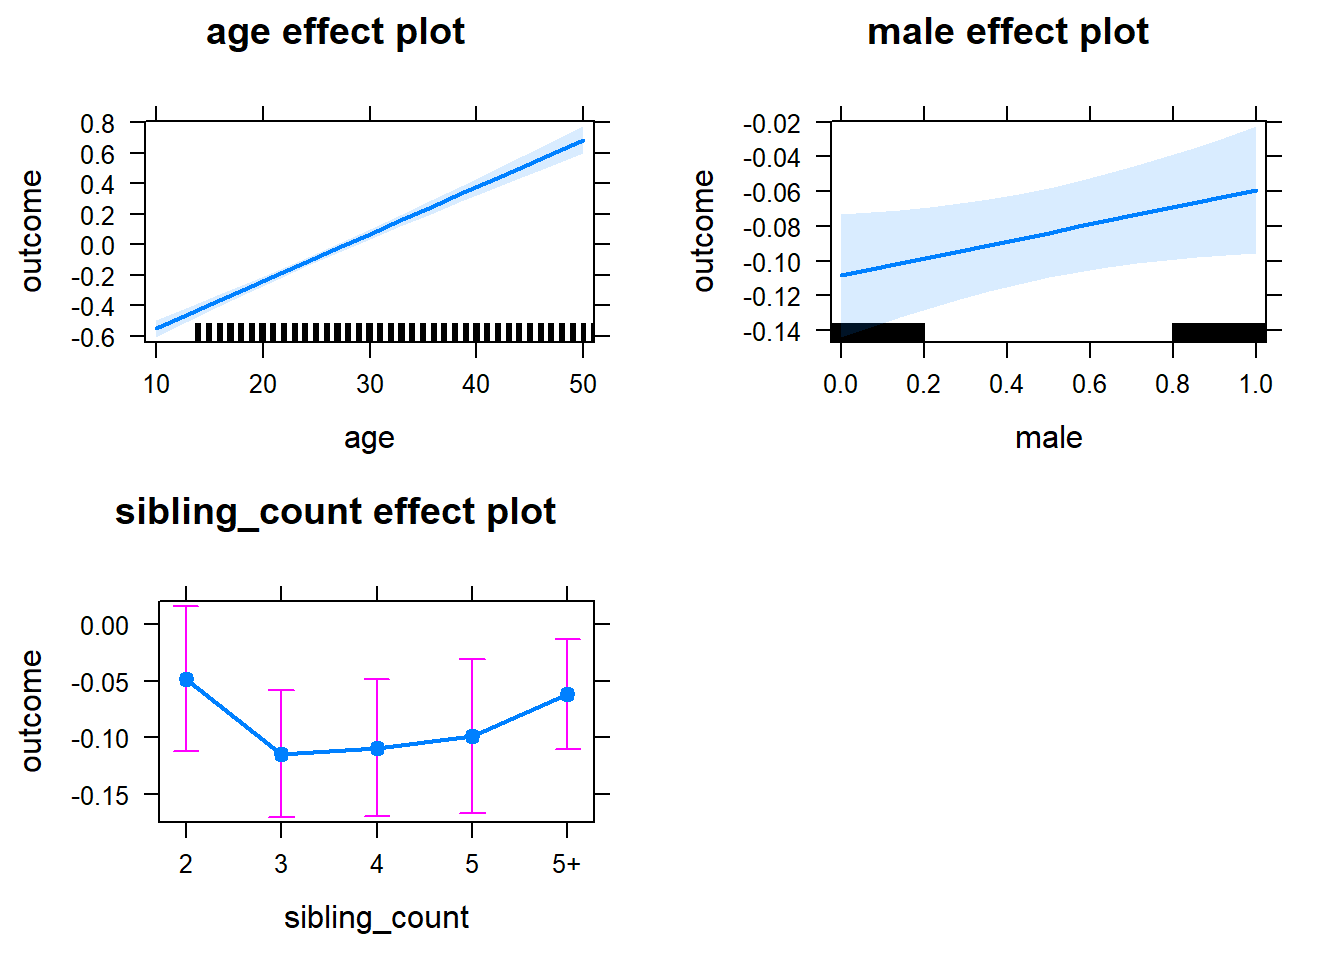 age effect plot
outcome
0.8
0.6
0.4
0.2
0.0
-0.2
-0.4
-0.6
10 20 30 40 50
age
male effect plot
outcome
-0.02
-0.04
-0.06
-0.08
-0.10
-0.12
-0.14
0.0 0.2 0.4 0.6 0.8 1.0
male
sibling_count effect plot
outcome
0.00
-0.05
-0.10
-0.15
2 3 4 5 5+
sibling_count